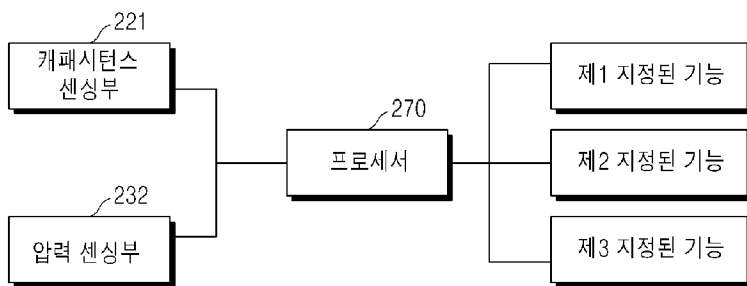 221
캐패시턴스
센싱부
232
압력 센싱부
270
프로세서
제1 지정된 기능
제2 지정된 기능
제3 지정된 기능